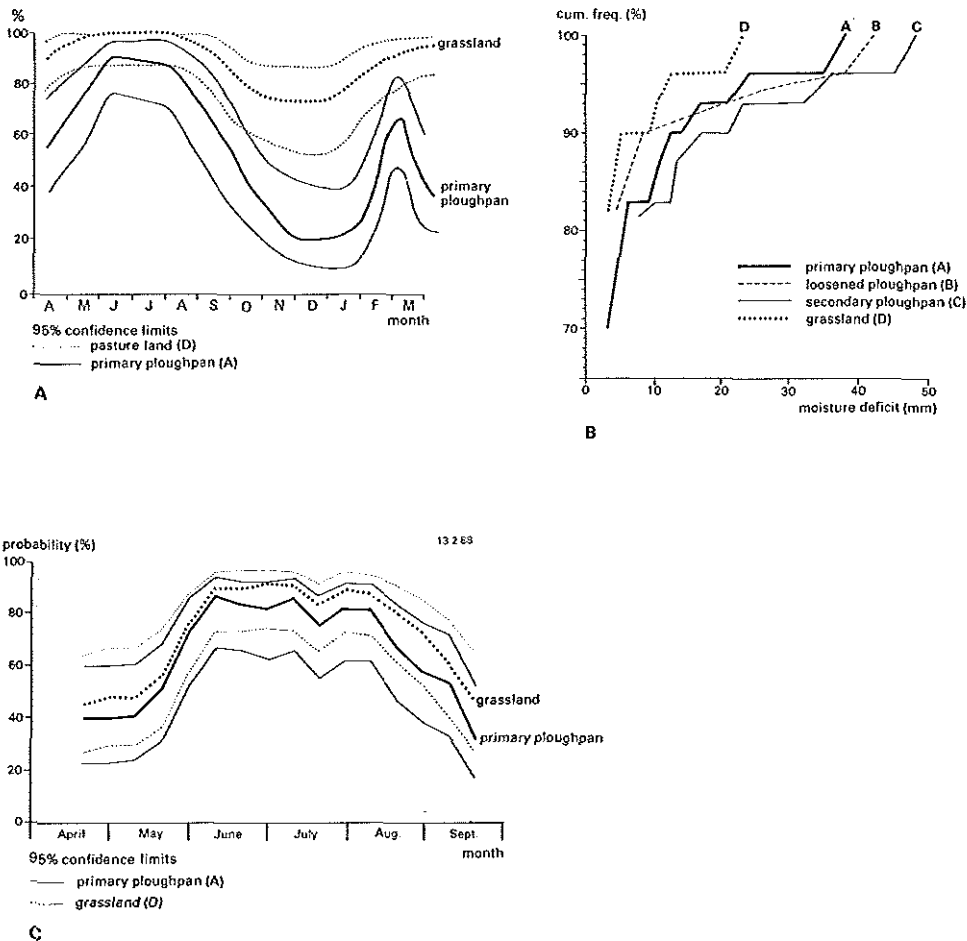 %
100
80
60
40
20
0
A M J J A S O N D J F M
month
grassland
primary
ploughpan
95% confidence limits
pasture land (D)
primary ploughpan (A)
A
cum. freq. (%)
D A B C
100
90
80
70
0 10 20 30 40 50
moisture deficit (mm)
primary ploughpan (A)
loosened ploughpan (B)
secondary ploughpan (C)
grassland (D)
B
probability (%)
13 2 68
100
80
60
40
20
0
April May June July Aug. Sept.
month
grassland
primary ploughpan
95% confidence limits
primary ploughpan (A)
grassland (D)
C